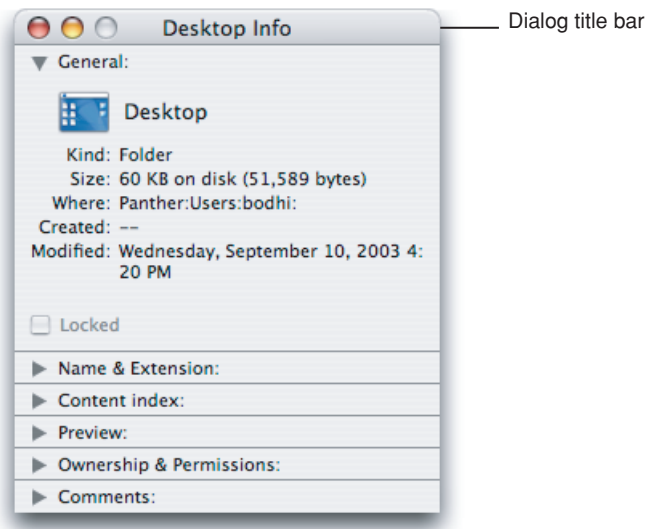 Desktop Info
Dialog title bar
General:
Desktop
Kind: Folder
Size: 60 KB on disk (51,589 bytes)
Where: Panther:Users:bodhi:
Created: --
Modified: Wednesday, September 10, 2003 4:
20 PM
Locked
Name & Extension:
Content index:
Preview:
Ownership & Permissions:
Comments: